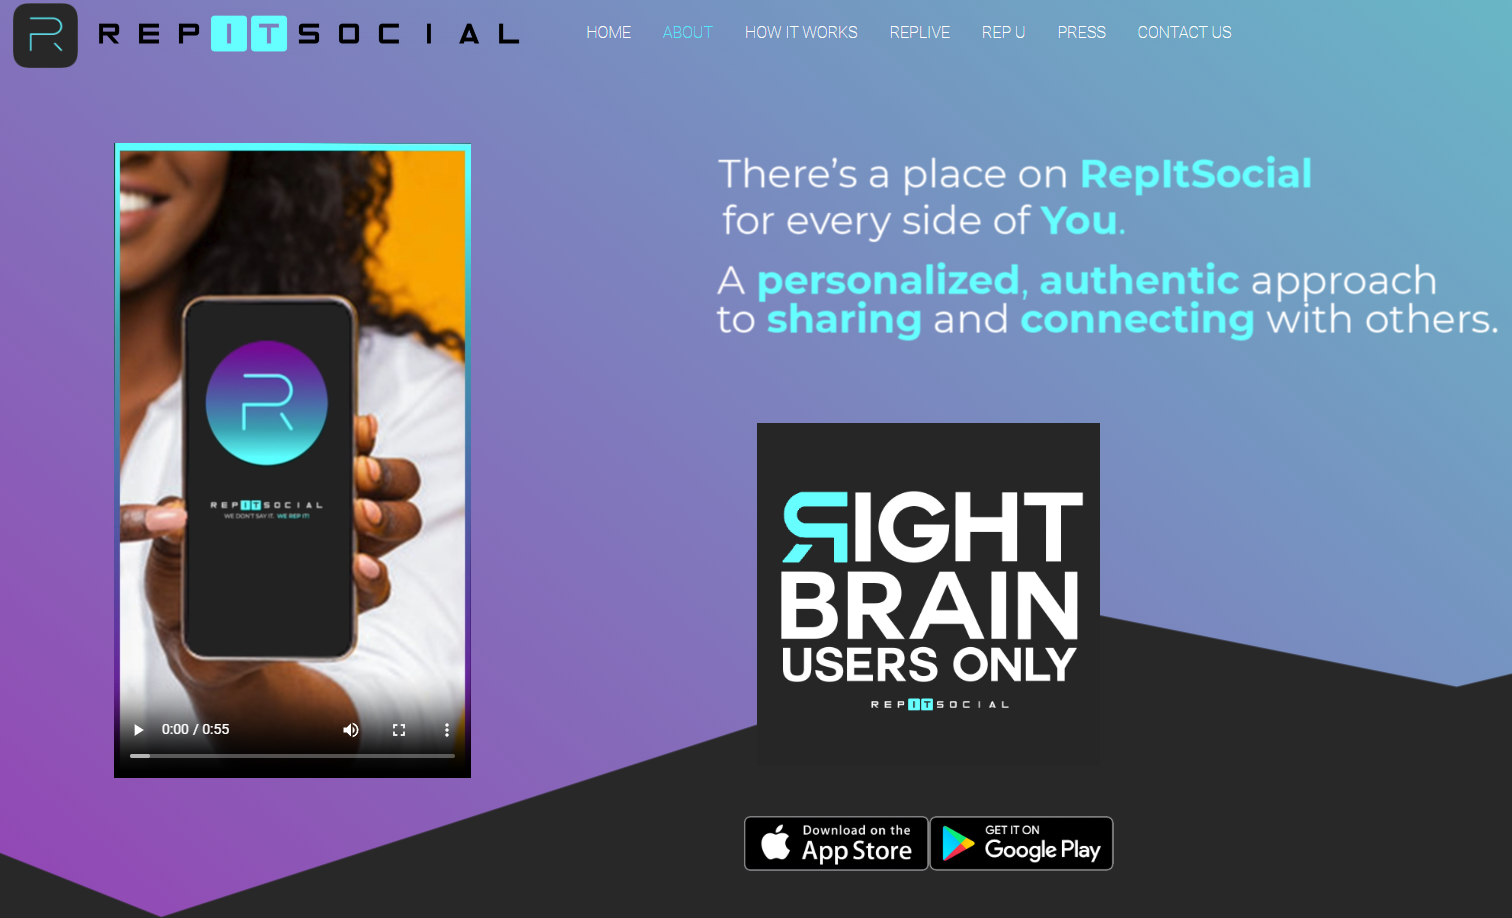 REPITSOCIAL
HOME ABOUT HOW IT WORKS REPLIVE REP U PRESS CONTACT US
There's a place on RepItSocial
for every side of You.
A personalized, authentic approach
to sharing and connecting with others.
REPITSOCIAL
WE DON'T SAY IT. WE REP IT!
0:00 / 0:55
RIGHT
BRAIN
USERS ONLY
REPITSOCIAL
Download on the
App Store
GET IT ON
Google Play